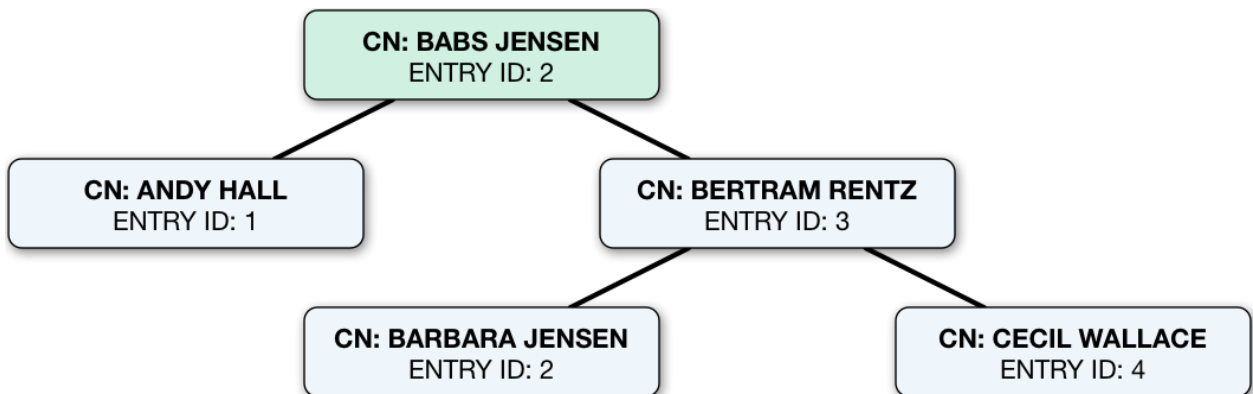 CN: BABS JENSEN
ENTRY ID: 2
CN: ANDY HALL
ENTRY ID: 1
CN: BERTRAM RENTZ
ENTRY ID: 3
CN: BARBARA JENSEN
ENTRY ID: 2
CN: CECIL WALLACE
ENTRY ID: 4